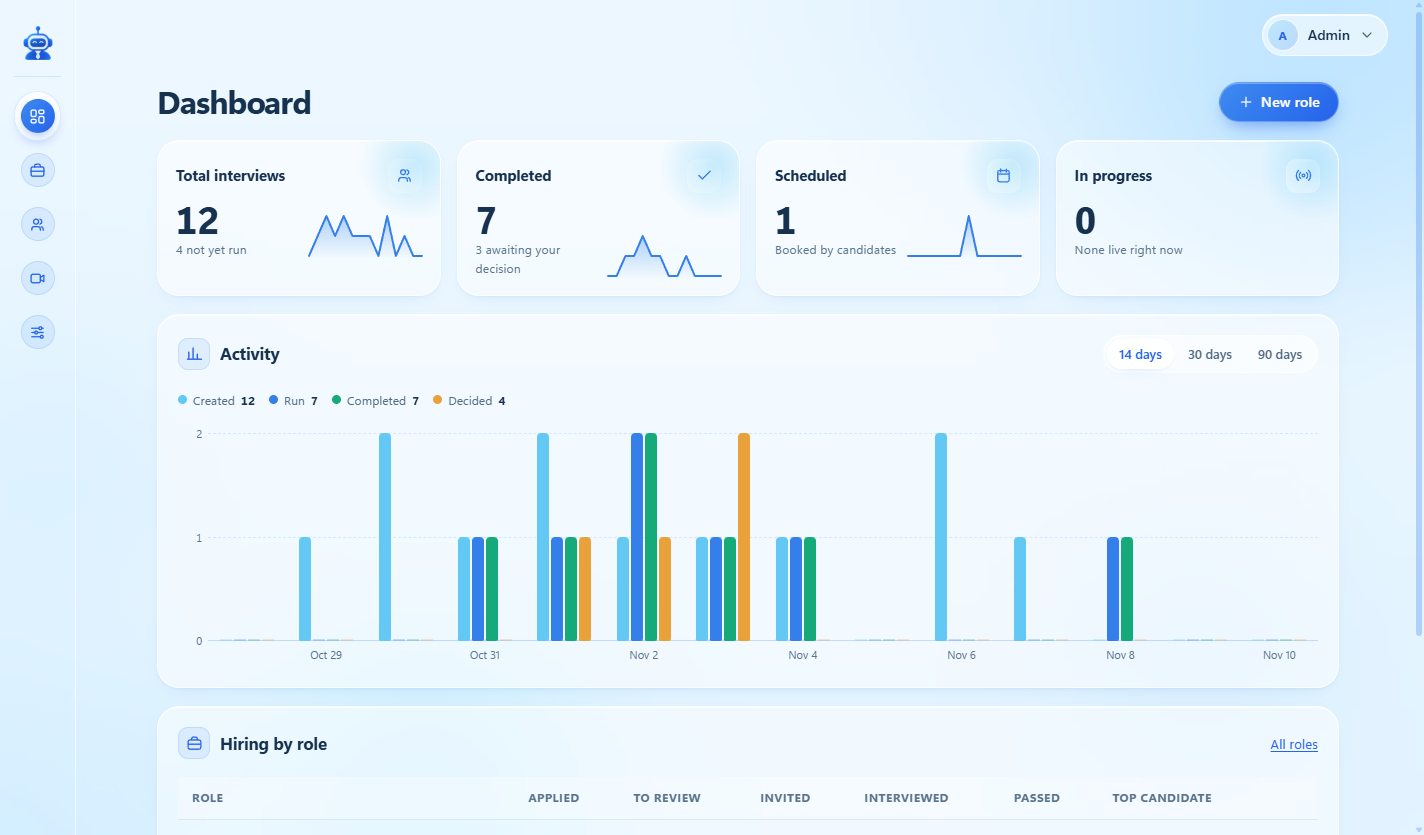 A Admin
Dashboard
New role
Total interviews
12
4 not yet run
Completed
7
3 awaiting your
decision
Scheduled
1
Booked by candidates
In progress
0
None live right now
Activity
14 days 30 days 90 days
Created 12 Run 7 Completed 7 Decided 4
2
1
0
Oct 29 Oct 31 Nov 2 Nov 4 Nov 6 Nov 8 Nov 10
Hiring by role
All roles
ROLE APPLIED TO REVIEW INVITED INTERVIEWED PASSED TOP CANDIDATE